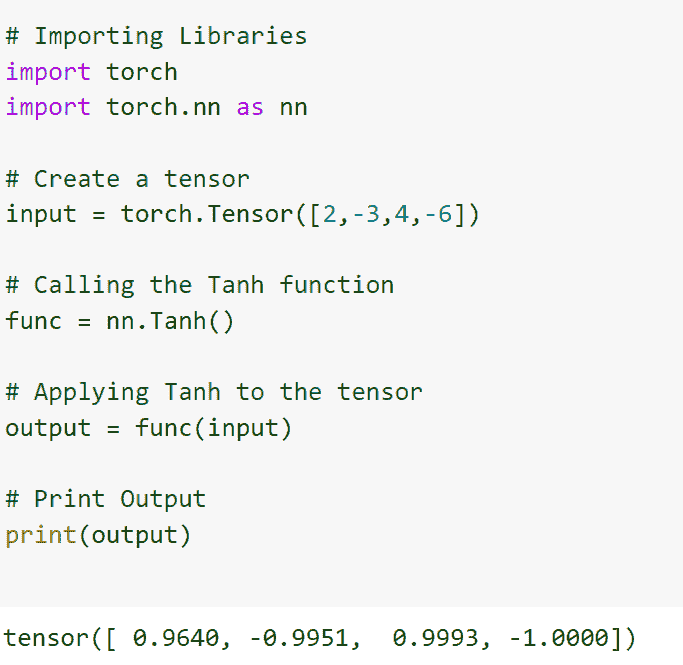 # Importing Libraries
import torch
import torch.nn as nn
# Create a tensor
input = torch.Tensor([2,-3,4,-6])
# Calling the Tanh function
func = nn.Tanh()
# Applying Tanh to the tensor
output = func(input)
# Print Output
print(output)
tensor([ 0.9640, -0.9951,  0.9993, -1.0000])